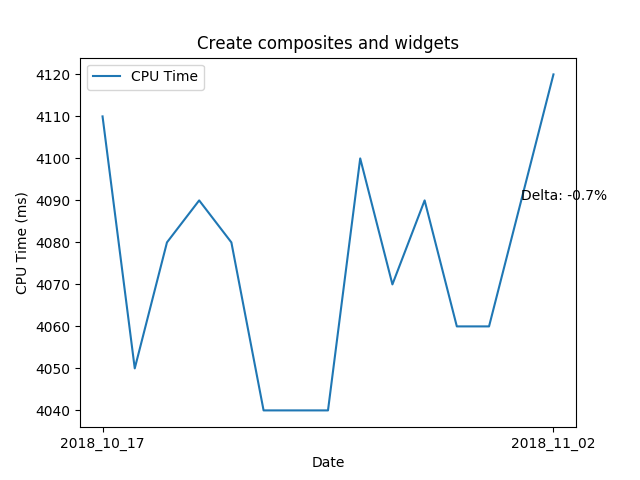 Create composites and widgets
CPU Time
4120
4110
4100
4090
4080
4070
4060
4050
4040
CPU Time (ms)
Delta: -0.7%
2018_10_17
2018_11_02
Date